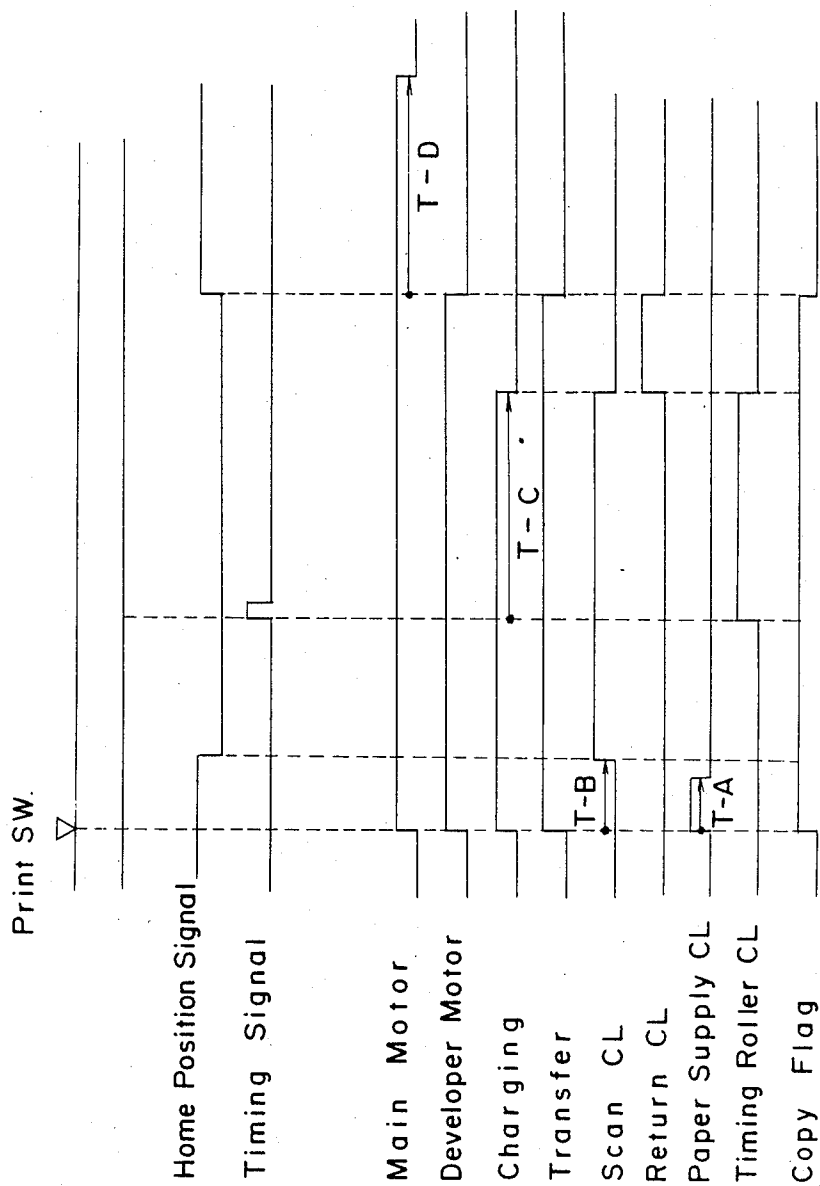 Print SW.
Home Position Signal
Timing Signal
Main Motor
T-D
Developer Motor
Charging
T-C
Transfer
Scan CL
T-B
Return CL
Paper Supply CL
T-A
Timing Roller CL
Copy Flag